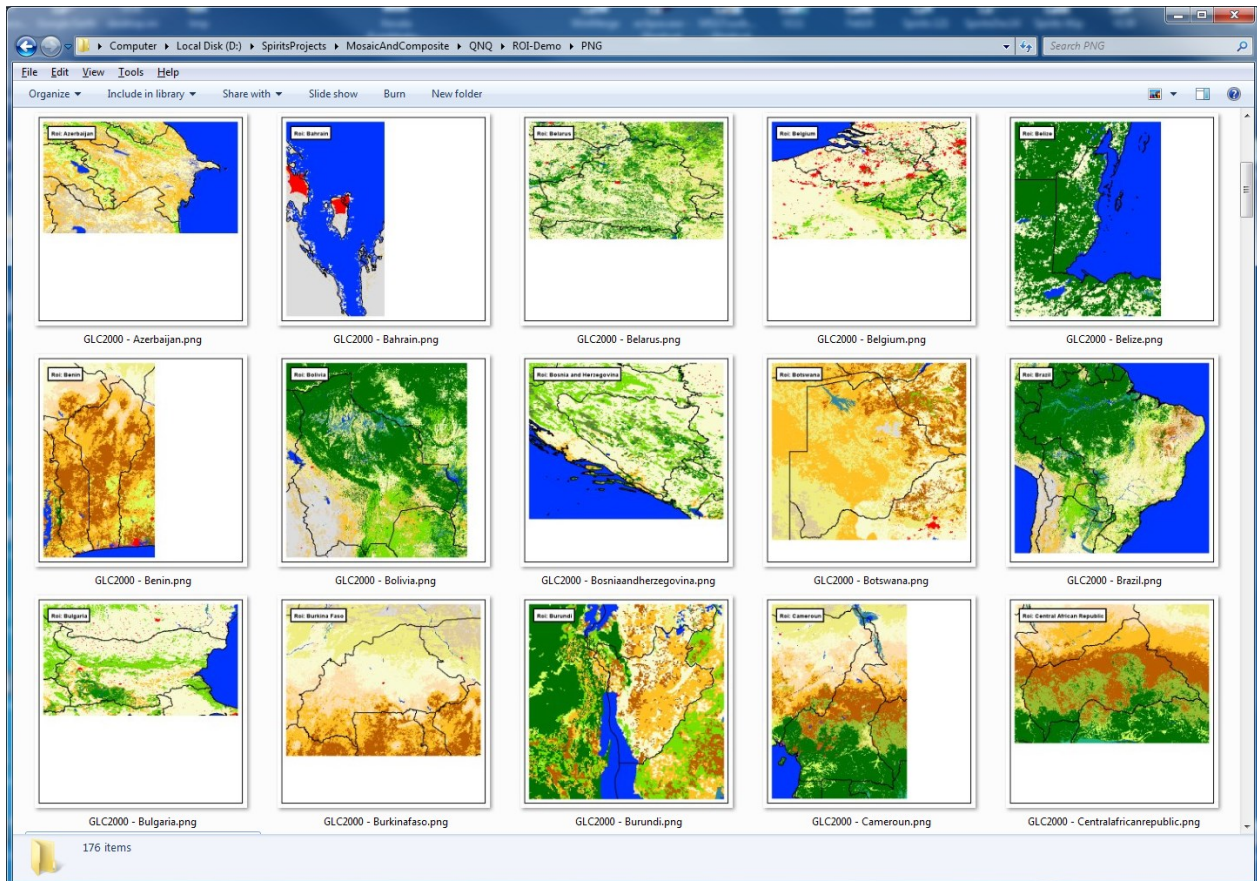 Computer ▸ Local Disk (D:) ▸ SpiritsProjects ▸ MosaicAndComposite ▸ QNQ ▸ ROI-Demo ▸ PNG
Search PNG
File Edit View Tools Help
Organize Include in library Share with Slide show Burn New folder
Roi: Azerbaijan
Roi: Bahrain
Roi: Belarus
Roi: Belgium
Roi: Belize
GLC2000 - Azerbaijan.png
GLC2000 - Bahrain.png
GLC2000 - Belarus.png
GLC2000 - Belgium.png
GLC2000 - Belize.png
Roi: Benin
Roi: Bolivia
Roi: Bosnia and Herzegovina
Roi: Botswana
Roi: Brazil
GLC2000 - Benin.png
GLC2000 - Bolivia.png
GLC2000 - Bosniaandherzegovina.png
GLC2000 - Botswana.png
GLC2000 - Brazil.png
Roi: Bulgaria
Roi: Burkina Faso
Roi: Burundi
Roi: Cameroun
Roi: Central African Republic
GLC2000 - Bulgaria.png
GLC2000 - Burkinafaso.png
GLC2000 - Burundi.png
GLC2000 - Cameroun.png
GLC2000 - Centralafricanrepublic.png
176 items